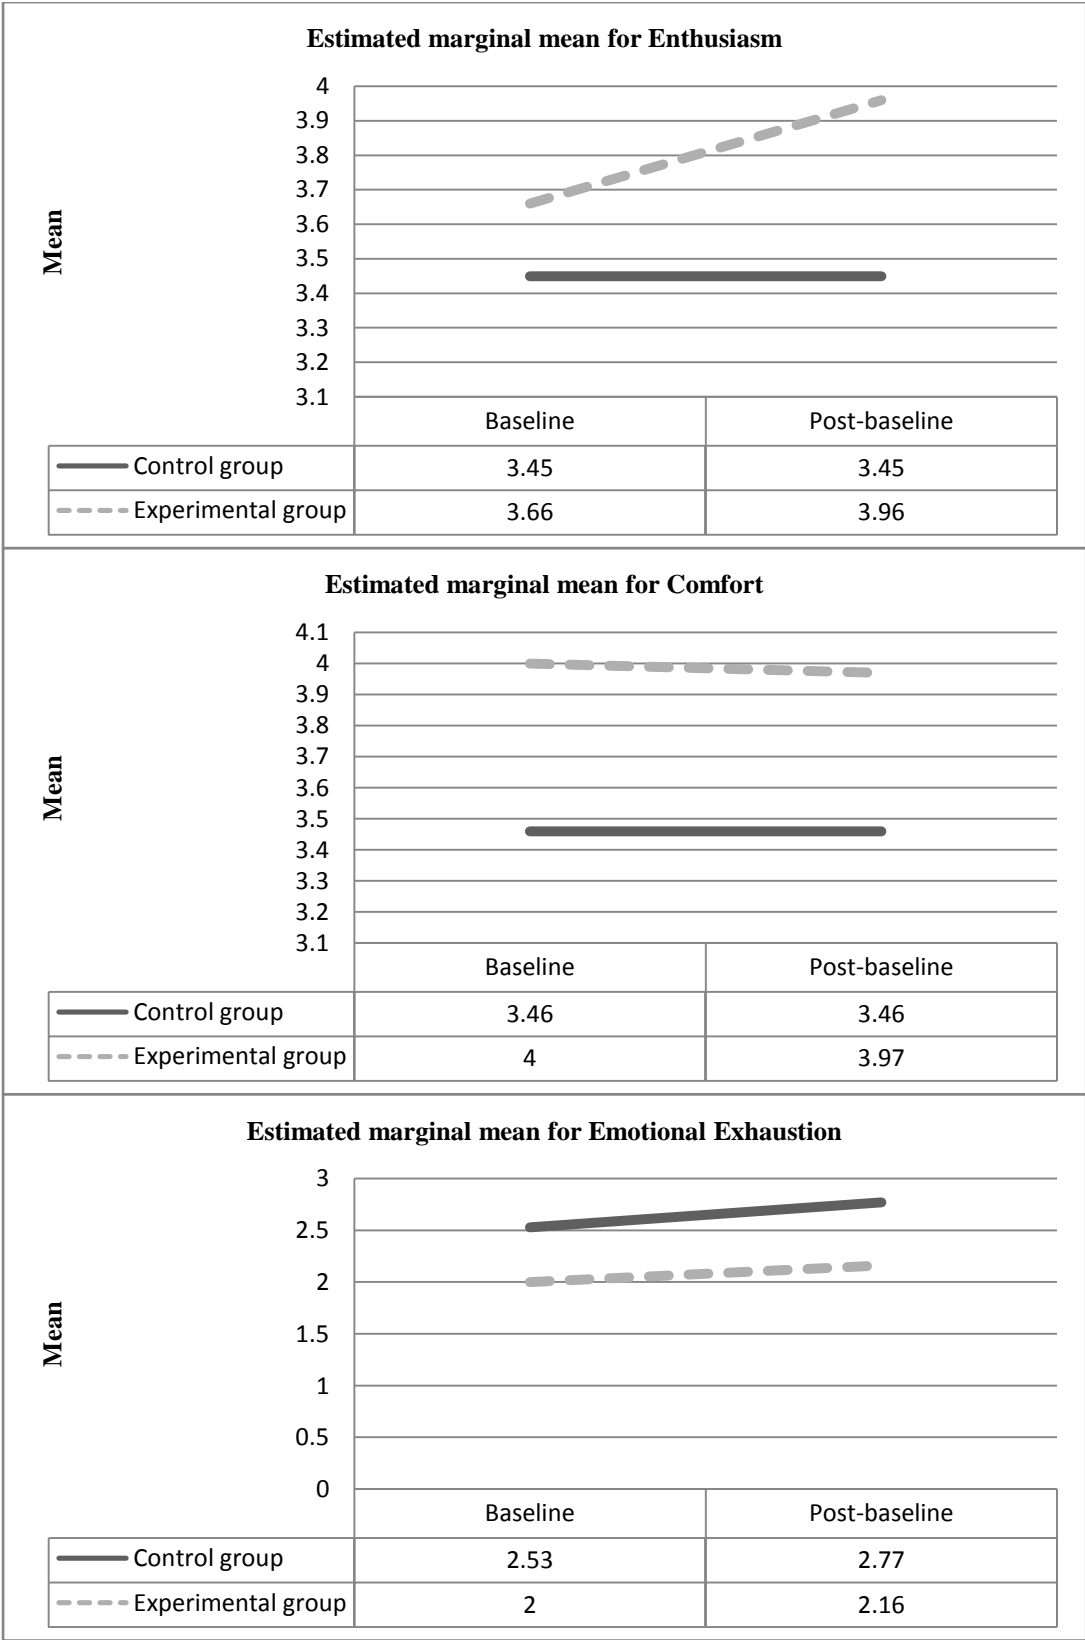 Estimated marginal mean for Enthusiasm
4
3.9
3.8
3.7
3.6
3.5
3.4
3.3
3.2
3.1
Mean
Baseline Post-baseline
Control group 3.45 3.45
Experimental group 3.66 3.96
Estimated marginal mean for Comfort
4.1
4
3.9
3.8
3.7
3.6
3.5
3.4
3.3
3.2
3.1
Mean
Baseline Post-baseline
Control group 3.46 3.46
Experimental group 4 3.97
Estimated marginal mean for Emotional Exhaustion
3
2.5
2
1.5
1
0.5
0
Mean
Baseline Post-baseline
Control group 2.53 2.77
Experimental group 2 2.16